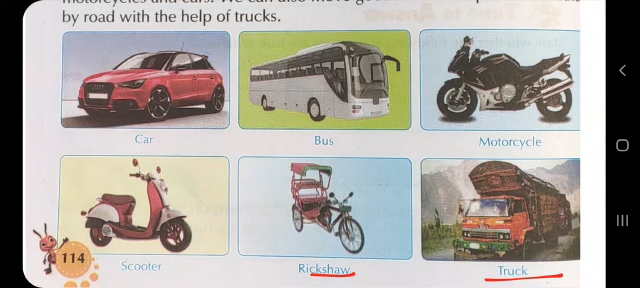 by road with the help of trucks.
Car
Bus
Motorcycle
Scooter
Rickshaw
Truck
114